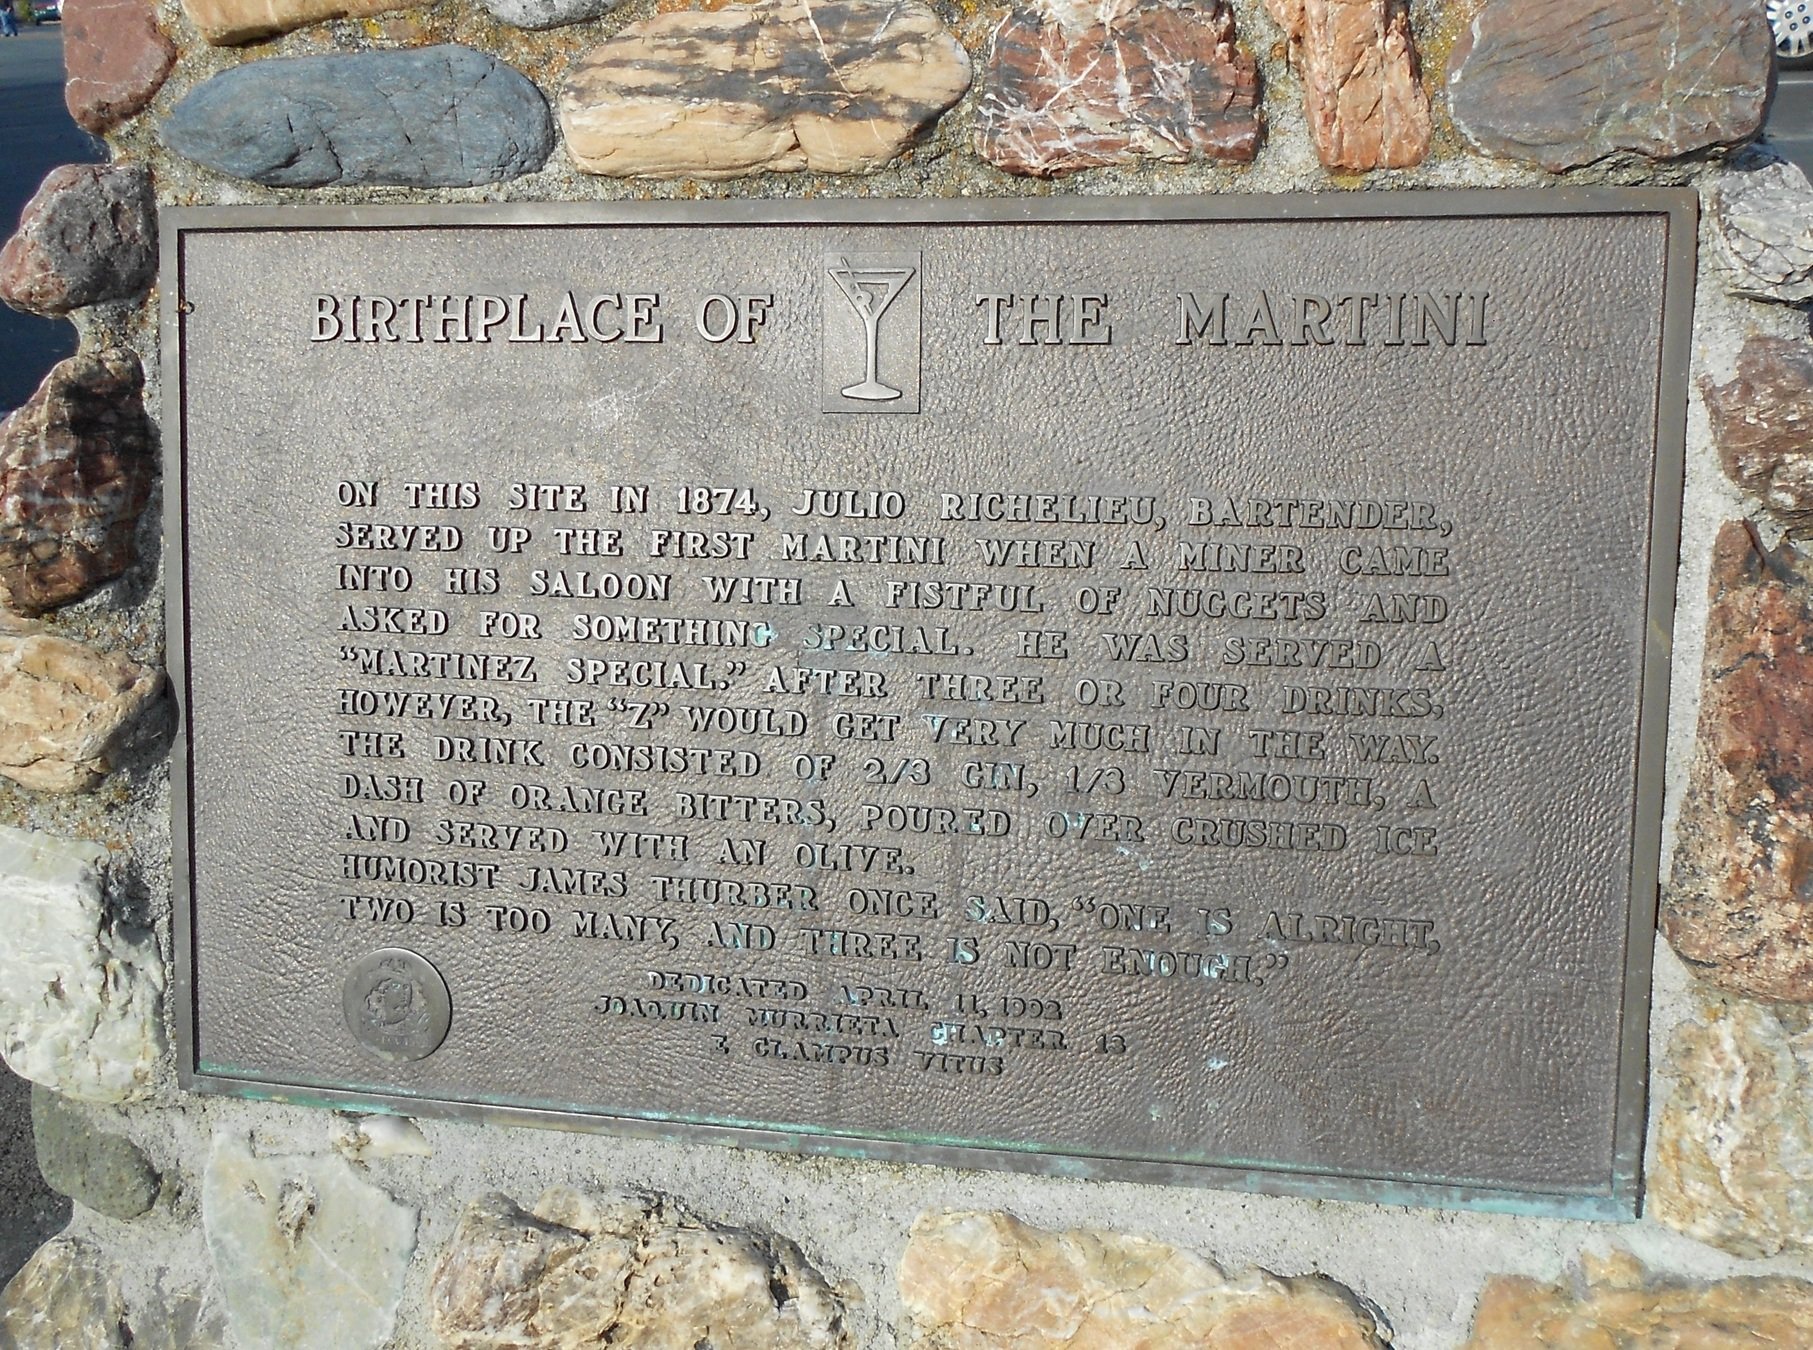 BIRTHPLACE OF THE MARTINI
ON THIS SITE IN 1874, JULIO RICHELIEU, BARTENDER,
SERVED UP THE FIRST MARTINI WHEN A MINER CAME
INTO HIS SALOON WITH A FISTFUL OF NUGGETS AND
ASKED FOR SOMETHING SPECIAL. HE WAS SERVED A
"MARTINEZ SPECIAL." AFTER THREE OR FOUR DRINKS,
HOWEVER, THE "Z" WOULD GET VERY MUCH IN THE WAY.
THE DRINK CONSISTED OF 2/3 GIN, 1/3 VERMOUTH, A
DASH OF ORANGE BITTERS, POURED OVER CRUSHED ICE
AND SERVED WITH AN OLIVE.
HUMORIST JAMES THURBER ONCE SAID, "ONE IS ALRIGHT,
TWO IS TOO MANY, AND THREE IS NOT ENOUGH."
DEDICATED APRIL 11, 1992
JOAQUIN MURRIETA CHAPTER 13
E CLAMPUS VITUS